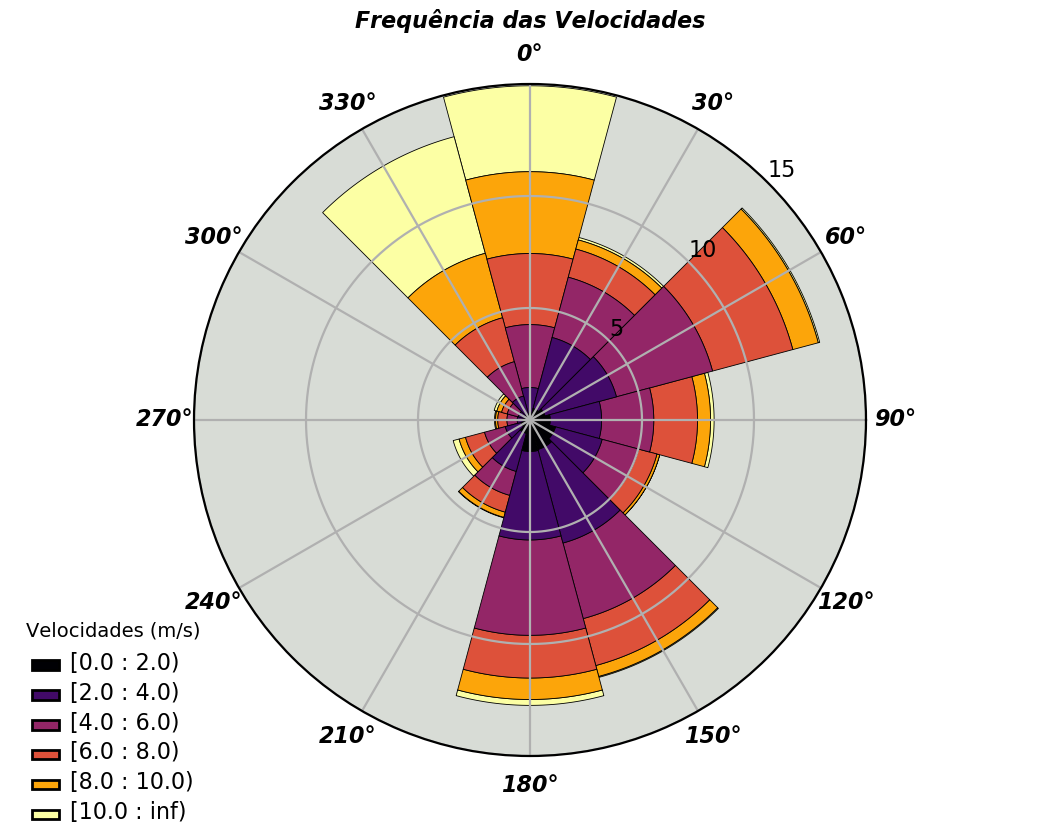 Frequência das Velocidades
0°
330°
30°
15
300°
60°
10
5
270°
90°
240°
120°
210°
150°
180°
Velocidades (m/s)
[0.0 : 2.0)
[2.0 : 4.0)
[4.0 : 6.0)
[6.0 : 8.0)
[8.0 : 10.0)
[10.0 : inf)